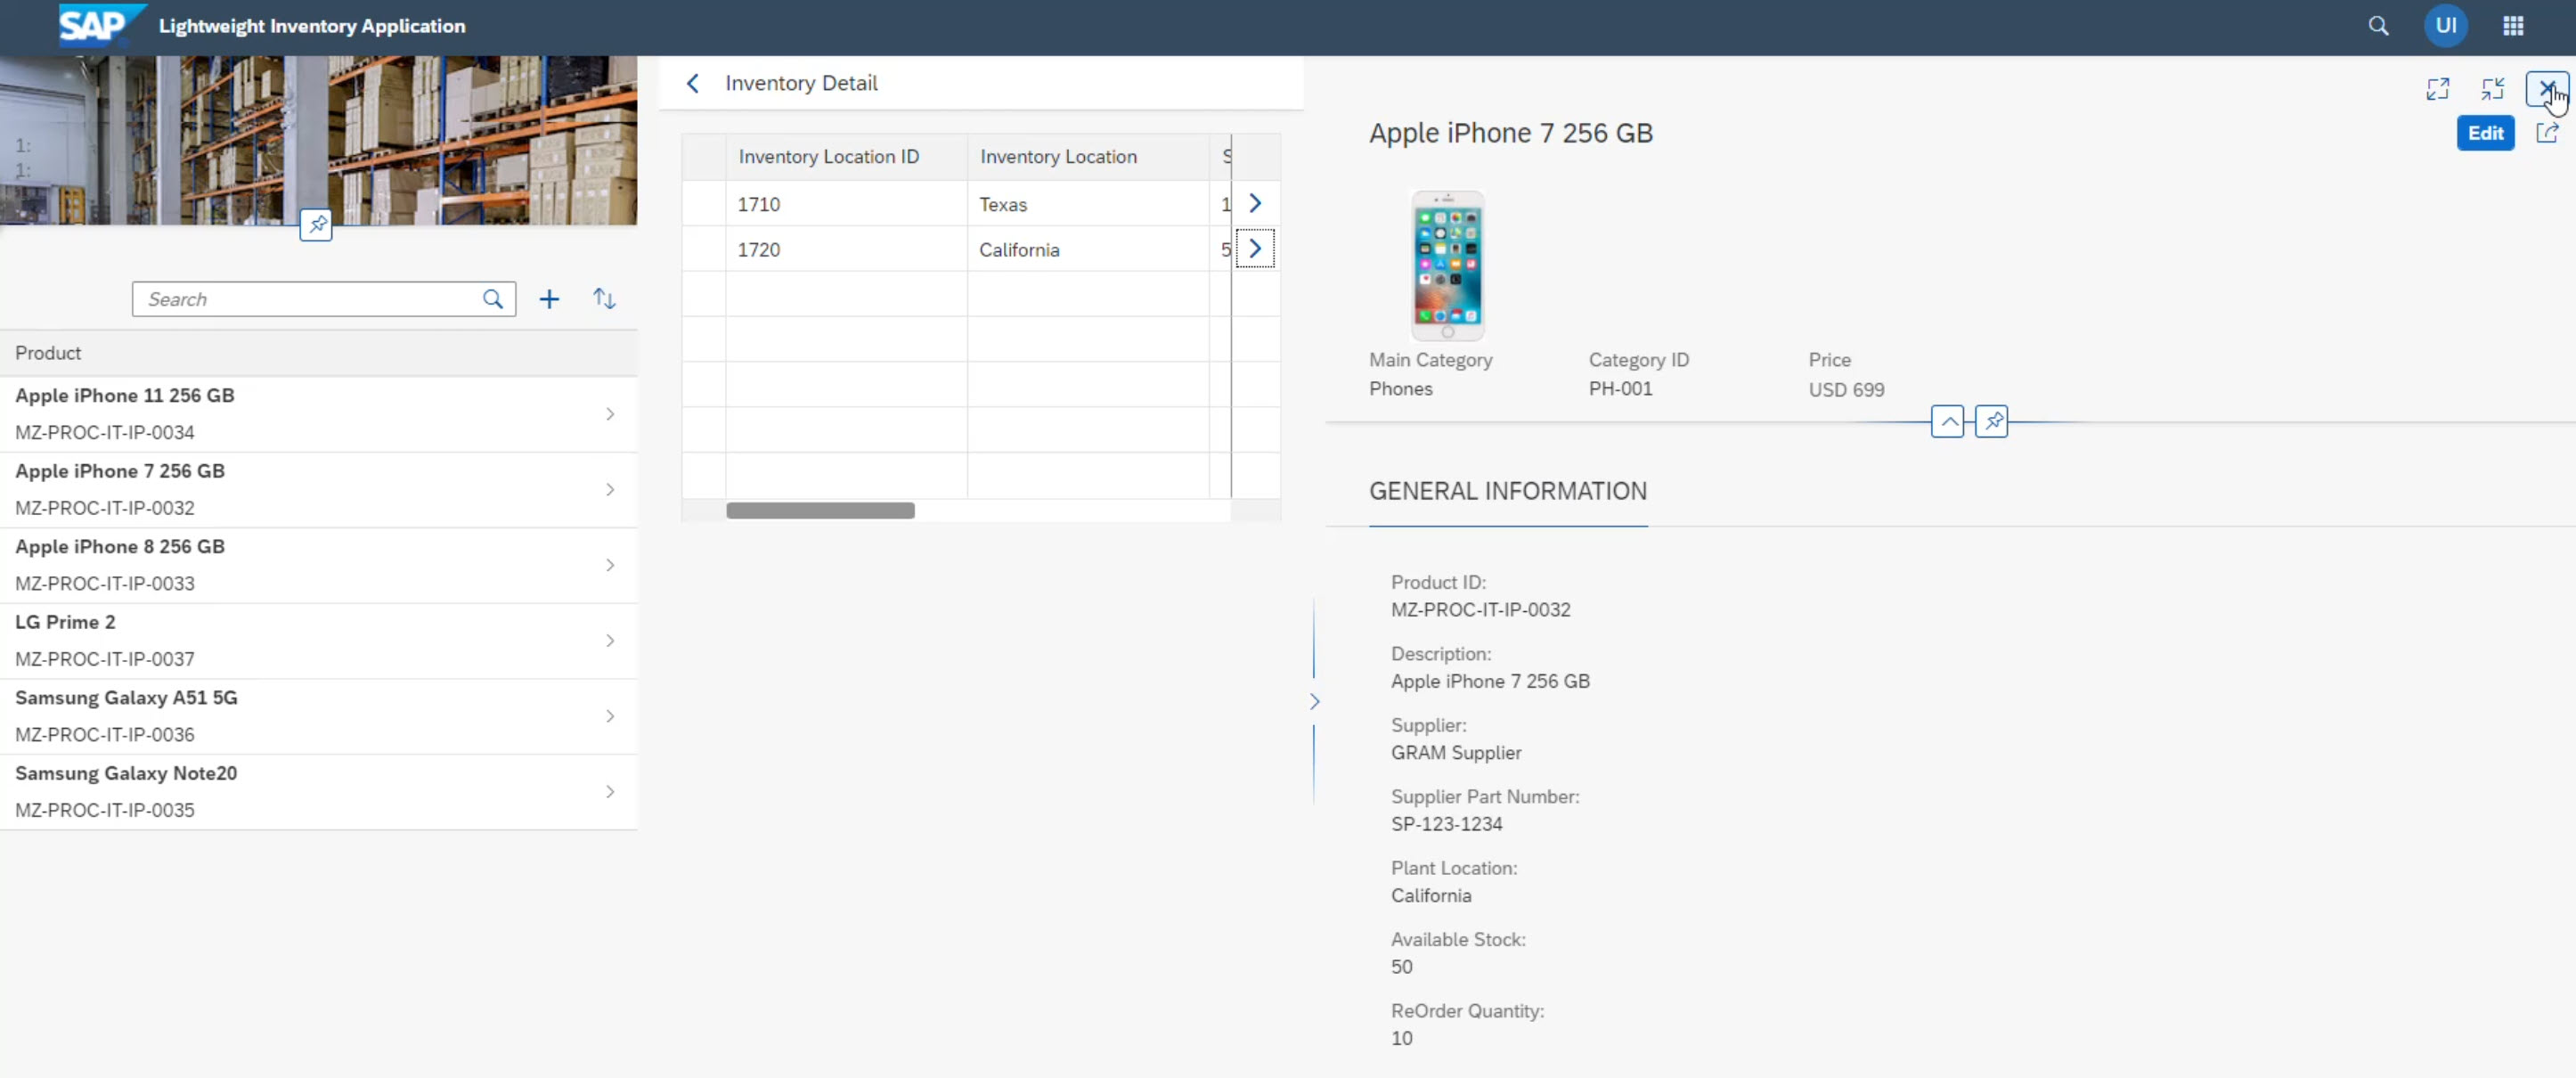 SAP Lightweight Inventory Application
UI
1:
1:
Search
Product
Apple iPhone 11 256 GB
MZ-PROC-IT-IP-0034
Apple iPhone 7 256 GB
MZ-PROC-IT-IP-0032
Apple iPhone 8 256 GB
MZ-PROC-IT-IP-0033
LG Prime 2
MZ-PROC-IT-IP-0037
Samsung Galaxy A51 5G
MZ-PROC-IT-IP-0036
Samsung Galaxy Note20
MZ-PROC-IT-IP-0035
Inventory Detail
Inventory Location ID Inventory Location S
1710 Texas 1
1720 California 5
Apple iPhone 7 256 GB
Edit
Main Category Category ID Price
Phones PH-001 USD 699
GENERAL INFORMATION
Product ID:
MZ-PROC-IT-IP-0032
Description:
Apple iPhone 7 256 GB
Supplier:
GRAM Supplier
Supplier Part Number:
SP-123-1234
Plant Location:
California
Available Stock:
50
ReOrder Quantity:
10